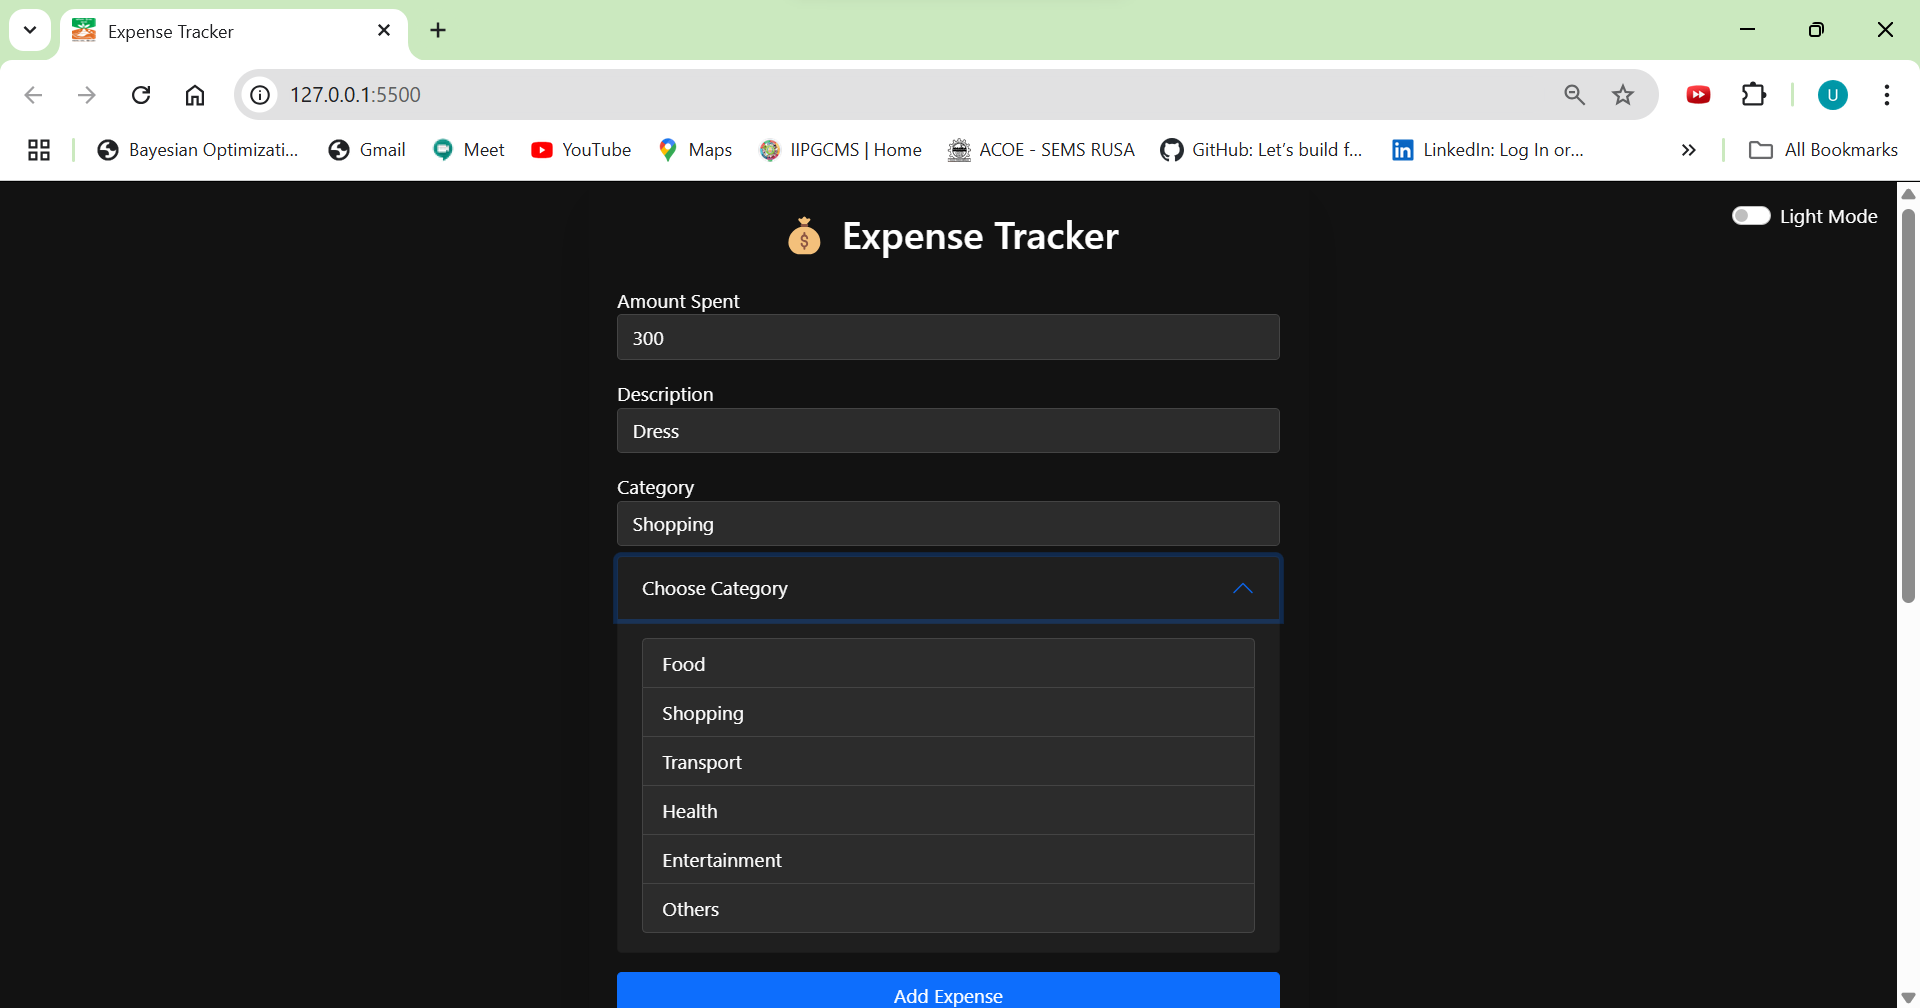 Expense Tracker
127.0.0.1:5500
U
Bayesian Optimizati...
Gmail
Meet
YouTube
Maps
IIPGCMS | Home
ACOE - SEMS RUSA
GitHub: Let's build f...
LinkedIn: Log In or...
All Bookmarks
Light Mode
Expense Tracker
Amount Spent
300
Description
Dress
Category
Shopping
Choose Category
Food
Shopping
Transport
Health
Entertainment
Others
Add Expense